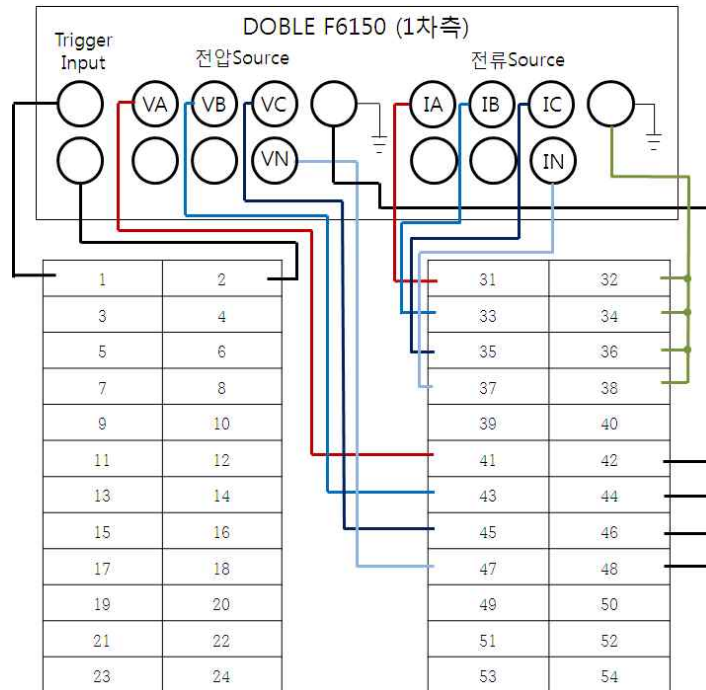 DOBLE F6150 (1차측)
Trigger
Input
전압Source
전류Source
VA
VB
VC
IA
IB
IC
VN
IN
1 2
3 4
5 6
7 8
9 10
11 12
13 14
15 16
17 18
19 20
21 22
23 24
31 32
33 34
35 36
37 38
39 40
41 42
43 44
45 46
47 48
49 50
51 52
53 54